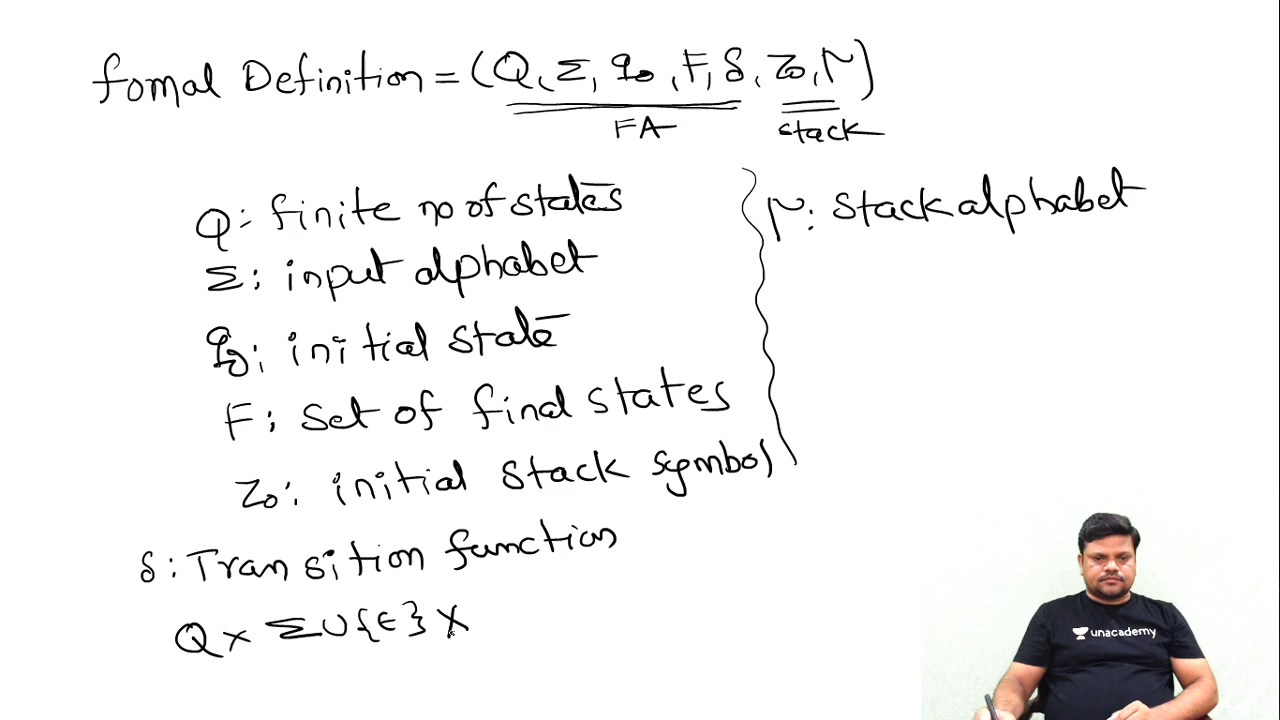 fomal Definition = (Q, Σ, q₀, F, δ, Z₀, Γ)
FA stack
Q: finite no of states
Σ: input alphabet
q₀: initial state
F: set of final states
Z₀: initial stack symbol
Γ: stack alphabet
δ: Transition function
Q × Σ∪{ϵ} ×
unacademy